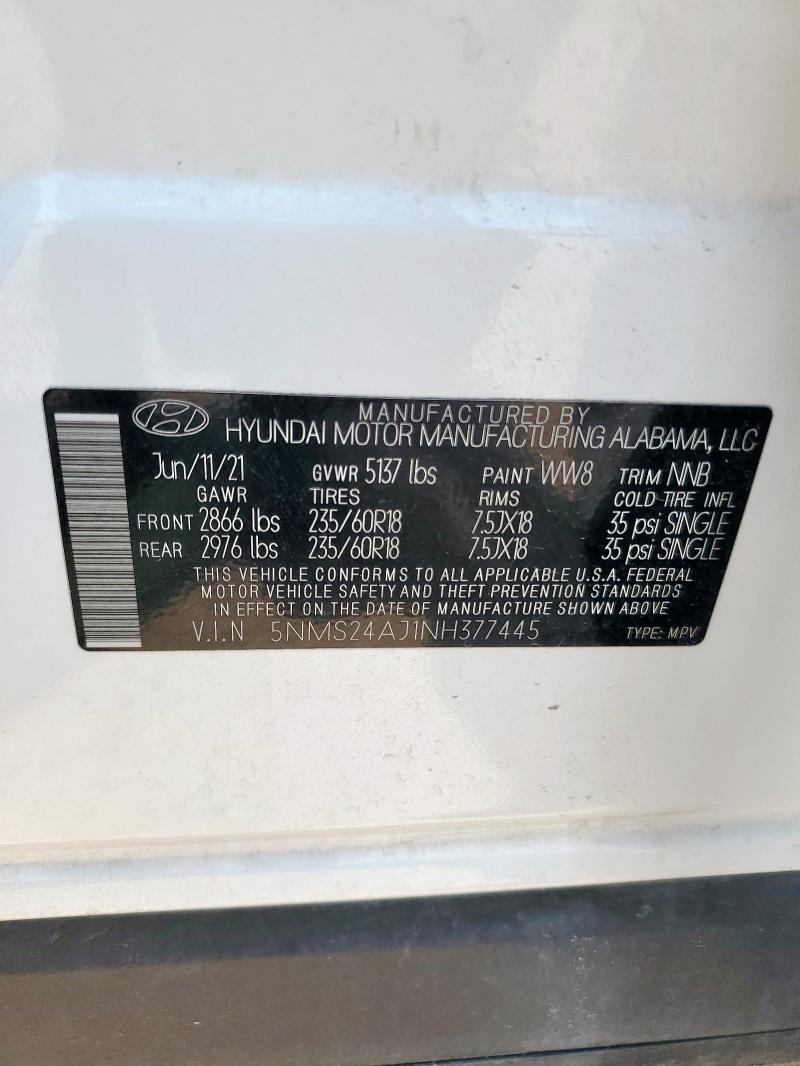 MANUFACTURED BY
HYUNDAI MOTOR MANUFACTURING ALABAMA, LLC
Jun/11/21 GVWR 5137 lbs PAINT WW8 TRIM NNB
GAWR TIRES RIMS COLD TIRE INFL
FRONT 2866 lbs 235/60R18 7.5JX18 35 psi SINGLE
REAR 2976 lbs 235/60R18 7.5JX18 35 psi SINGLE
THIS VEHICLE CONFORMS TO ALL APPLICABLE U.S.A. FEDERAL
MOTOR VEHICLE SAFETY AND THEFT PREVENTION STANDARDS
IN EFFECT ON THE DATE OF MANUFACTURE SHOWN ABOVE
V.I.N 5NMS24AJ1NH377445 TYPE: MPV